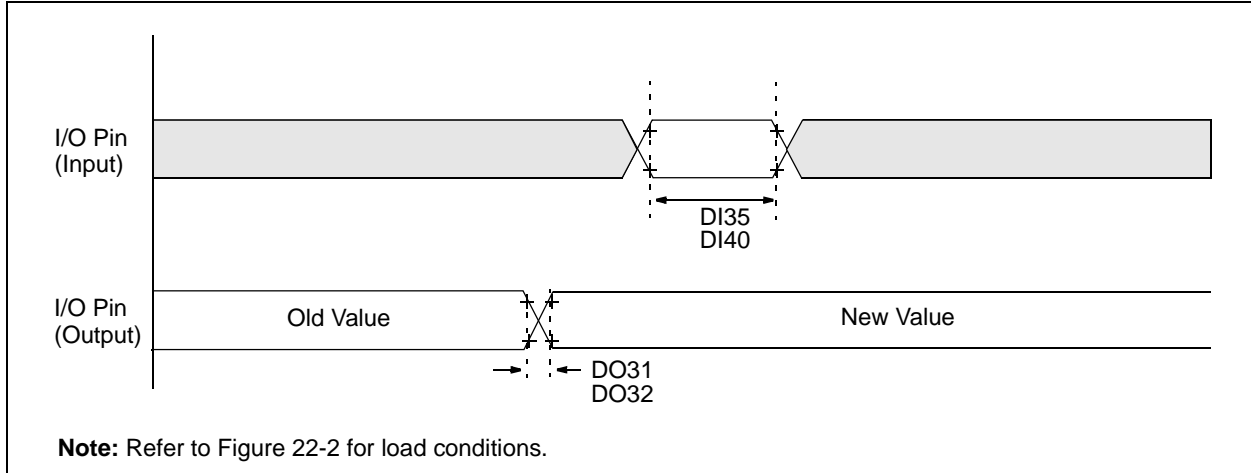 I/O Pin
(Input)
DI35
DI40
I/O Pin
(Output)
Old Value
New Value
DO31
DO32
Note: Refer to Figure 22-2 for load conditions.